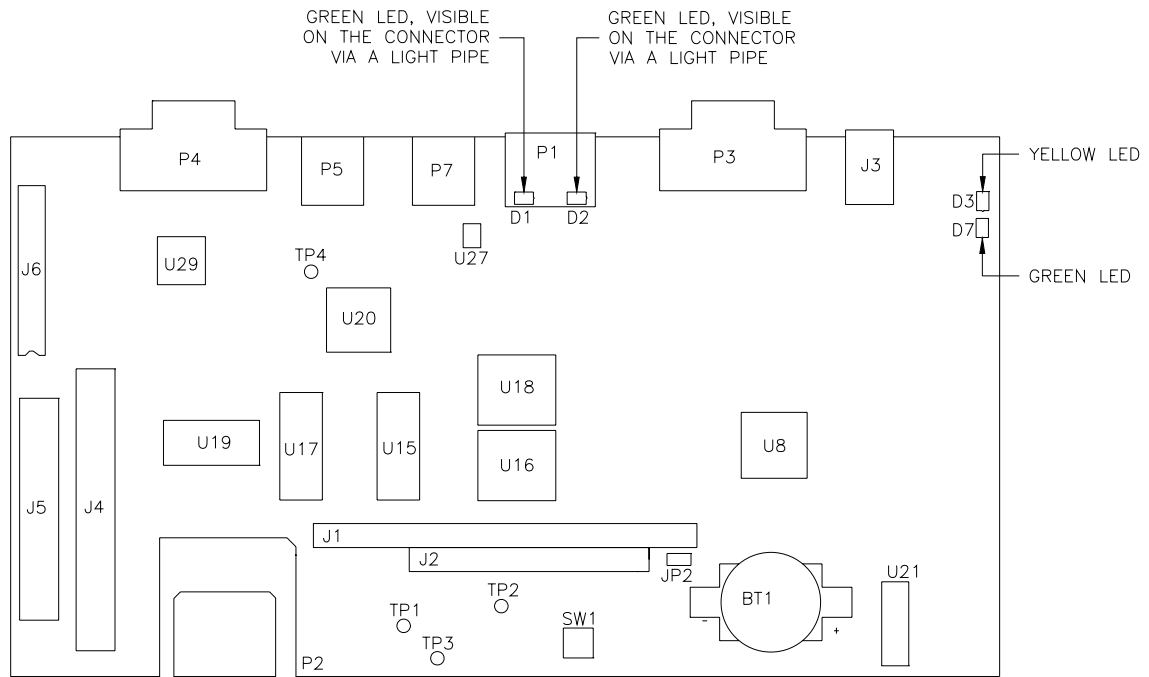 GREEN LED, VISIBLE
ON THE CONNECTOR
VIA A LIGHT PIPE
GREEN LED, VISIBLE
ON THE CONNECTOR
VIA A LIGHT PIPE
P4
P5
P7
P1
P3
J3
YELLOW LED
D3
D1
D2
D7
GREEN LED
U27
TP4
U29
J6
U20
U18
U19
U17
U15
U16
U8
J5
J4
J1
J2
JP2
U21
BT1
-
+
TP2
TP1
SW1
TP3
P2